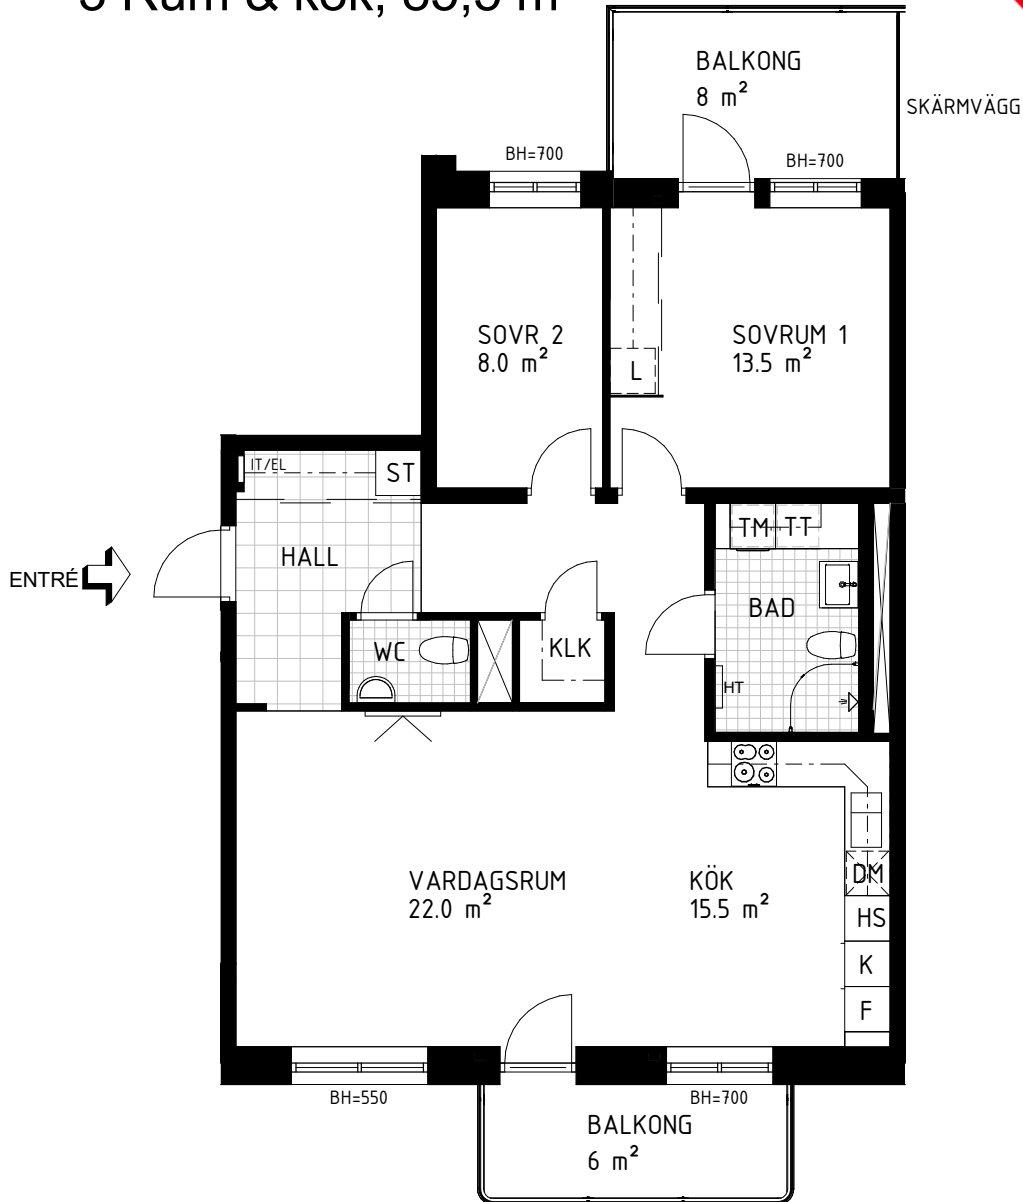 BALKONG
8 m²
SKÄRMVÄGG
BH=700
BH=700
SOVR 2
8.0 m²
SOVRUM 1
13.5 m²
L
IT/EL
ST
TM
TT
HALL
ENTRÉ
BAD
WC
KLK
HT
VARDAGSRUM
22.0 m²
KÖK
15.5 m²
DM
HS
K
F
BH=550
BH=700
BALKONG
6 m²